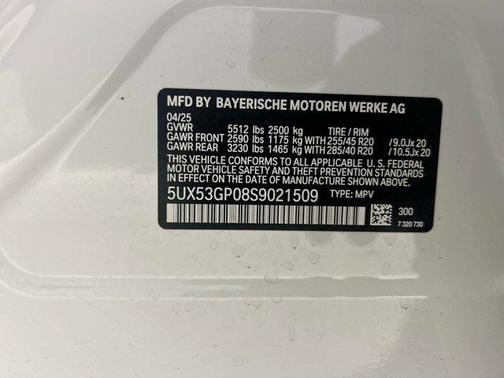 MFD BY BAYERISCHE MOTOREN WERKE AG
04/25
GVWR 5512 lbs 2500 kg TIRE / RIM
GAWR FRONT 2590 lbs 1175 kg WITH 255/45 R20 / 9.0J x 20
GAWR REAR 3230 lbs 1465 kg WITH 285/40 R20 / 10.5J x 20
THIS VEHICLE CONFORMS TO ALL APPLICABLE U. S. FEDERAL
MOTOR VEHICLE SAFETY, BUMPER,
AND THEFT PREVENTION STANDARDS IN EFFECT
ON THE DATE OF MANUFACTURE SHOWN ABOVE.
5UX53GP08S9021509 TYPE: MPV
300
7 320 730